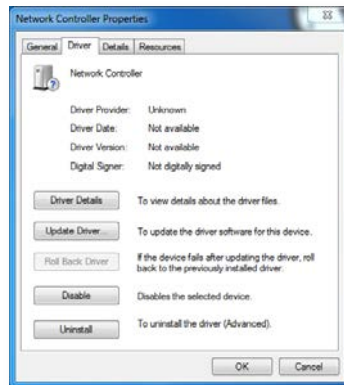 Network Controller Properties
General Driver Details Resources
Network Controller
Driver Provider: Unknown
Driver Date: Not available
Driver Version: Not available
Digital Signer: Not digitally signed
Driver Details To view details about the driver files.
Update Driver... To update the driver software for this device.
Roll Back Driver If the device fails after updating the driver, roll
back to the previously installed driver.
Disable Disables the selected device.
Uninstall To uninstall the driver (Advanced).
OK Cancel